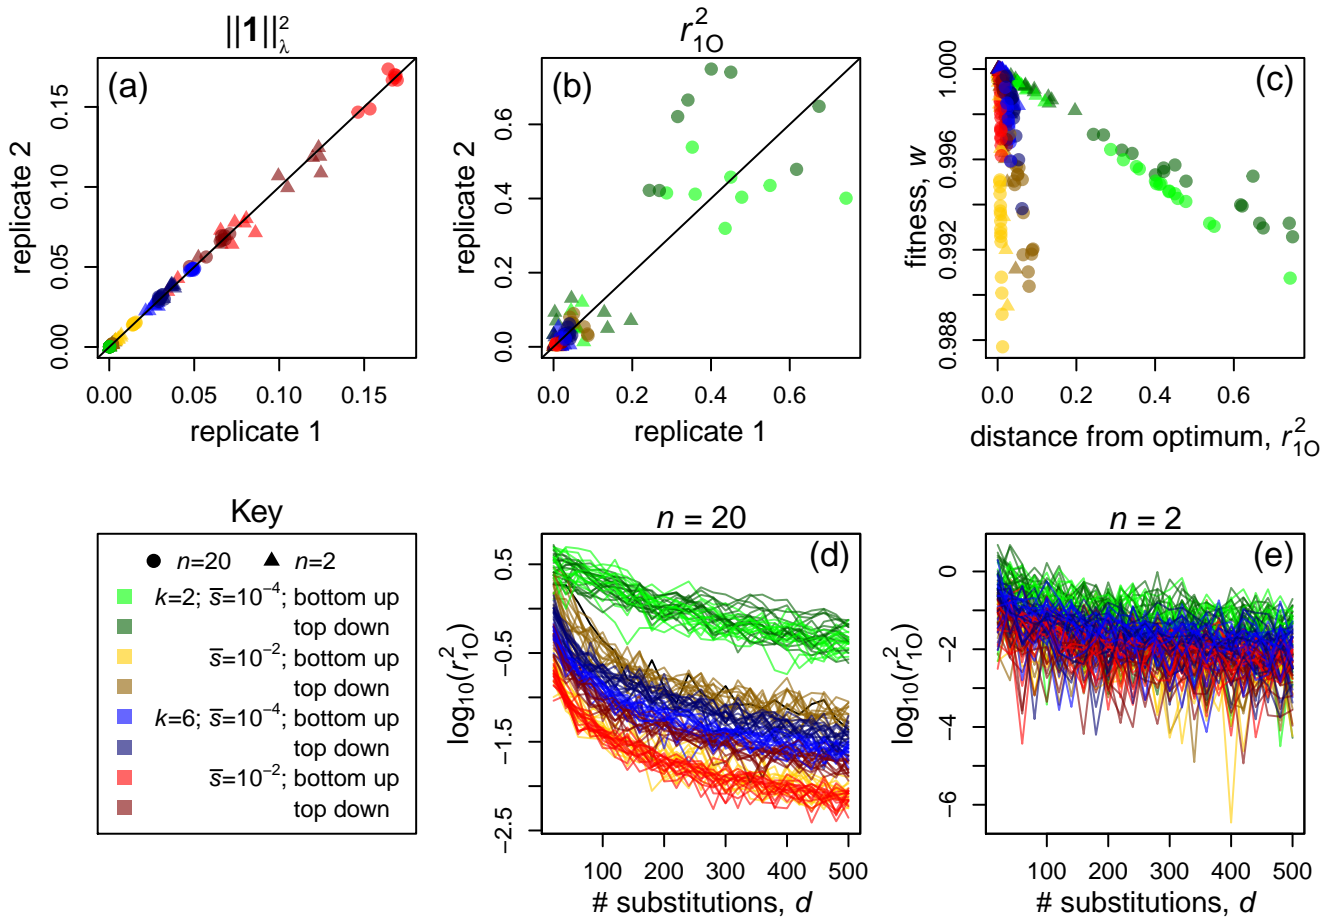 ||1||²λ
(a)
replicate 2
0.00 0.05 0.10 0.15
0.00 0.05 0.10 0.15
replicate 1
r²1O
(b)
replicate 2
0.0 0.2 0.4 0.6
0.0 0.2 0.4 0.6
replicate 1
(c)
fitness, w
0.988 0.992 0.996 1.000
0.0 0.2 0.4 0.6
distance from optimum, r²1O
Key
n=20 n=2
k=2; s̅=10⁻⁴; bottom up
top down
s̅=10⁻²; bottom up
top down
k=6; s̅=10⁻⁴; bottom up
top down
s̅=10⁻²; bottom up
top down
n = 20
(d)
log10(r²1O)
−2.5 −1.5 −0.5 0.5
100 200 300 400 500
# substitutions, d
n = 2
(e)
log10(r²1O)
−6 −4 −2 0
100 200 300 400 500
# substitutions, d